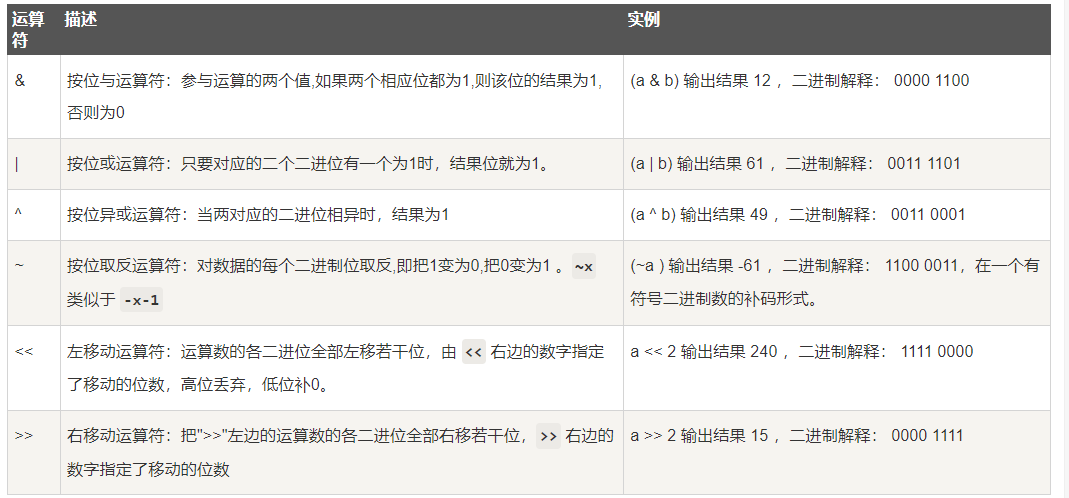 运算符 描述 实例
& 按位与运算符：参与运算的两个值,如果两个相应位都为1,则该位的结果为1,否则为0 (a & b) 输出结果 12 ，二进制解释： 0000 1100
| 按位或运算符：只要对应的二个二进位有一个为1时，结果位就为1。 (a | b) 输出结果 61 ，二进制解释： 0011 1101
^ 按位异或运算符：当两对应的二进位相异时，结果为1 (a ^ b) 输出结果 49 ，二进制解释： 0011 0001
~ 按位取反运算符：对数据的每个二进制位取反,即把1变为0,把0变为1 。~x 类似于 -x-1 (~a ) 输出结果 -61 ，二进制解释： 1100 0011，在一个有符号二进制数的补码形式。
<< 左移动运算符：运算数的各二进位全部左移若干位，由 << 右边的数字指定了移动的位数，高位丢弃，低位补0。 a << 2 输出结果 240 ，二进制解释： 1111 0000
>> 右移动运算符：把">>"左边的运算数的各二进位全部右移若干位，>> 右边的数字指定了移动的位数 a >> 2 输出结果 15 ，二进制解释： 0000 1111